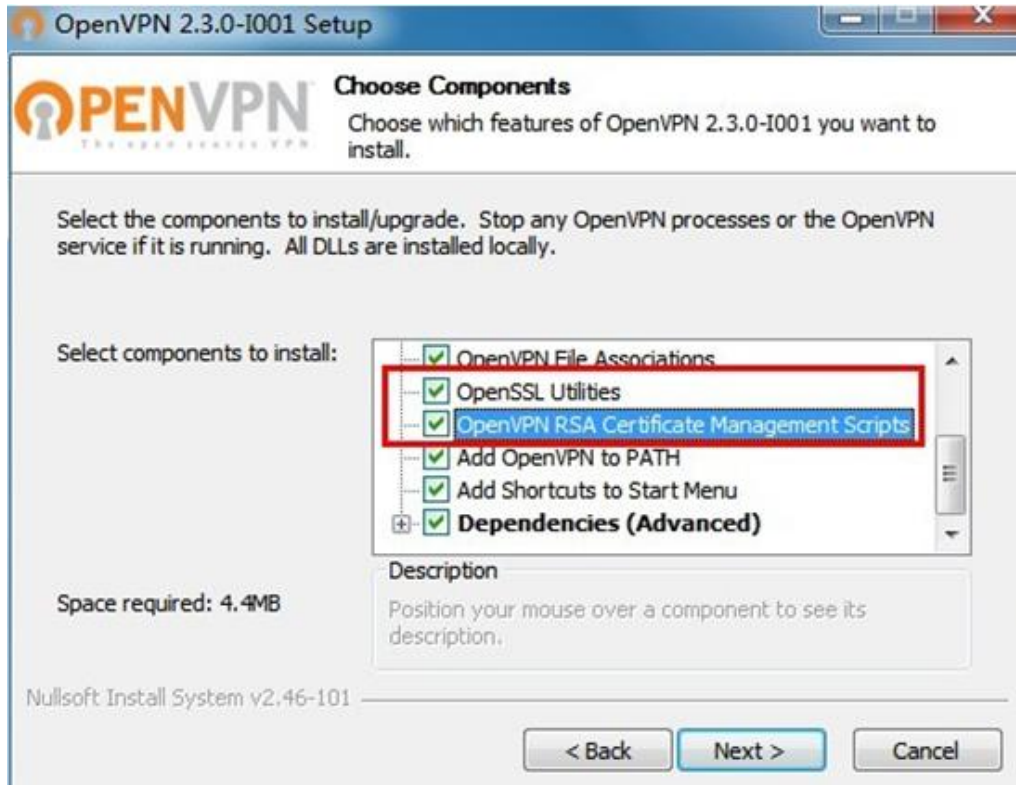 OpenVPN 2.3.0-I001 Setup
OPENVPN
The open source VPN
Choose Components
Choose which features of OpenVPN 2.3.0-I001 you want to
install.
Select the components to install/upgrade. Stop any OpenVPN processes or the OpenVPN
service if it is running. All DLLs are installed locally.
Select components to install:
OpenVPN File Associations
OpenSSL Utilities
OpenVPN RSA Certificate Management Scripts
Add OpenVPN to PATH
Add Shortcuts to Start Menu
Dependencies (Advanced)
Space required: 4.4MB
Description
Position your mouse over a component to see its
description.
Nullsoft Install System v2.46-101
< Back
Next >
Cancel